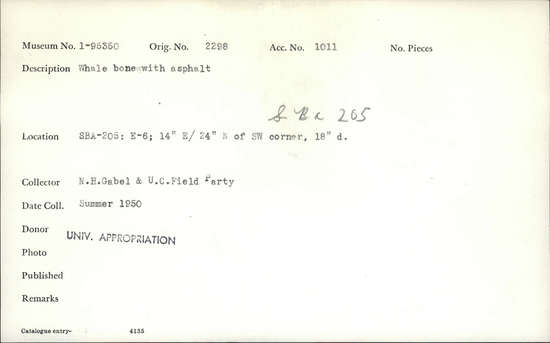 Museum No. 1-95350 Orig. No. 2298 Acc. No. 1011 No. Pieces
Description Whale bone with asphalt
S Ba 205
Location SBA-205: E-6; 14" E/ 24" N of SW corner, 18" d.
Collector N.H.Gabel & U.C.Field Party
Date Coll. Summer 1950
Donor UNIV. APPROPRIATION
Photo
Published
Remarks
Catalogue entry- 4135